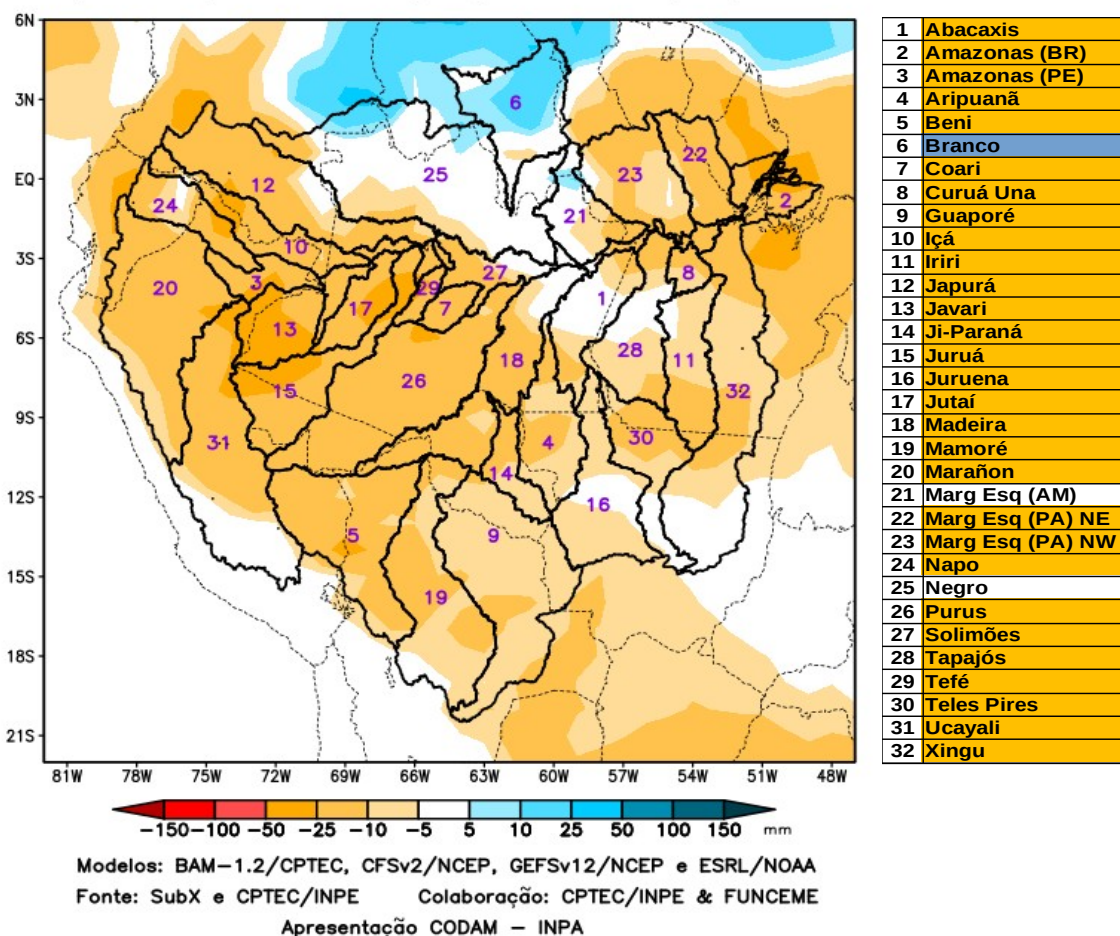 6N
3N
EQ
3S
6S
9S
12S
15S
18S
21S
81W 78W 75W 72W 69W 66W 63W 60W 57W 54W 51W 48W
6
25
22
23
12
24
21
2
10
27
8
3
20
29
7
1
17
13
28
18
11
15
26
32
31
30
4
14
16
5
9
19
-150 -100 -50 -25 -10 -5 5 10 25 50 100 150 mm
Modelos: BAM-1.2/CPTEC, CFSv2/NCEP, GEFSv12/NCEP e ESRL/NOAA
Fonte: SubX e CPTEC/INPE Colaboração: CPTEC/INPE & FUNCEME
Apresentação CODAM - INPA
1 Abacaxis
2 Amazonas (BR)
3 Amazonas (PE)
4 Aripuanã
5 Beni
6 Branco
7 Coari
8 Curuá Una
9 Guaporé
10 Içá
11 Iriri
12 Japurá
13 Javari
14 Ji-Paraná
15 Juruá
16 Juruena
17 Jutaí
18 Madeira
19 Mamoré
20 Marañon
21 Marg Esq (AM)
22 Marg Esq (PA) NE
23 Marg Esq (PA) NW
24 Napo
25 Negro
26 Purus
27 Solimões
28 Tapajós
29 Tefé
30 Teles Pires
31 Ucayali
32 Xingu